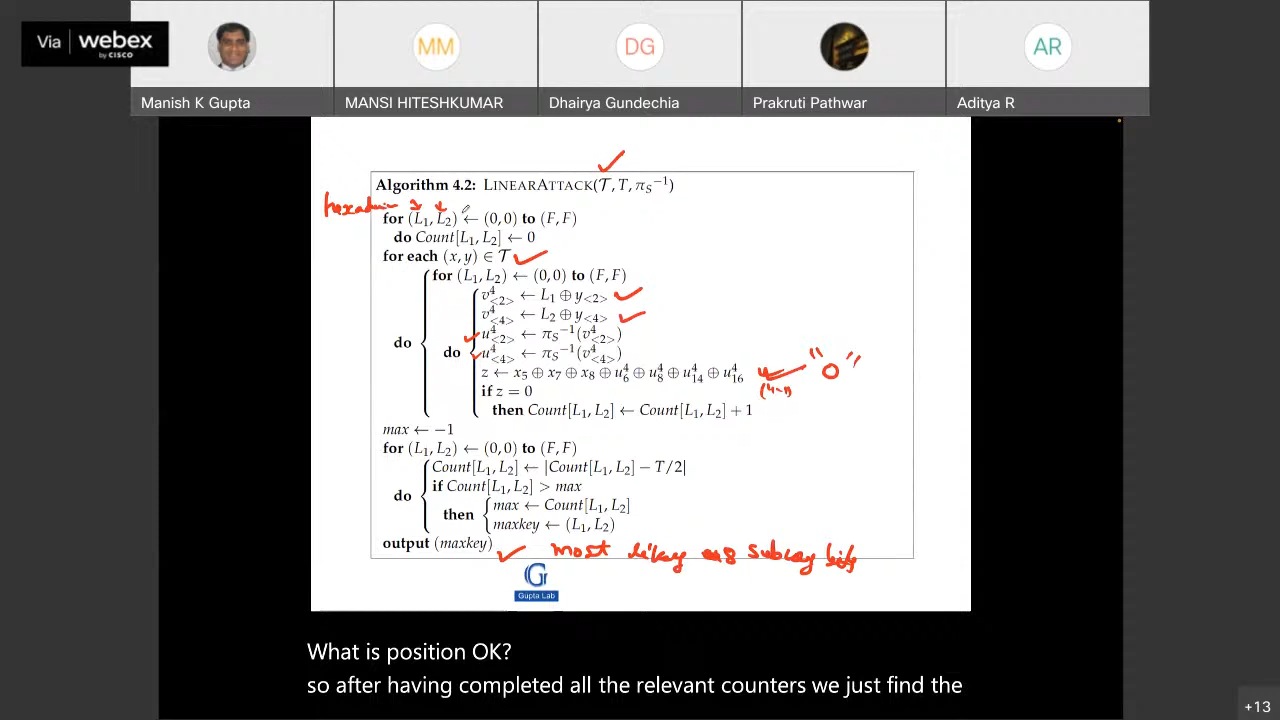 Via webex
by CISCO
MM
DG
AR
Manish K Gupta
MANSI HITESHKUMAR
Dhairya Gundechia
Prakruti Pathwar
Aditya R
Algorithm 4.2: LINEARATTACK(𝒯, T, π_S⁻¹)
for (L₁, L₂) ← (0, 0) to (F, F)
do Count[L₁, L₂] ← 0
for each (x, y) ∈ 𝒯
for (L₁, L₂) ← (0, 0) to (F, F)
v⁴<2> ← L₁ ⊕ y<2>
v⁴<4> ← L₂ ⊕ y<4>
u⁴<2> ← π_S⁻¹(v⁴<2>)
do
do
u⁴<4> ← π_S⁻¹(v⁴<4>)
z ← x₅ ⊕ x₇ ⊕ x₈ ⊕ u⁴₆ ⊕ u⁴₈ ⊕ u⁴₁₄ ⊕ u⁴₁₆
"0"
if z = 0
then Count[L₁, L₂] ← Count[L₁, L₂] + 1
max ← −1
for (L₁, L₂) ← (0, 0) to (F, F)
Count[L₁, L₂] ← |Count[L₁, L₂] − T/2|
if Count[L₁, L₂] > max
do
then
max ← Count[L₁, L₂]
maxkey ← (L₁, L₂)
output (maxkey)
most likey 8 subkey bits
G
Gupta Lab
What is position OK?
so after having completed all the relevant counters we just find the
+13